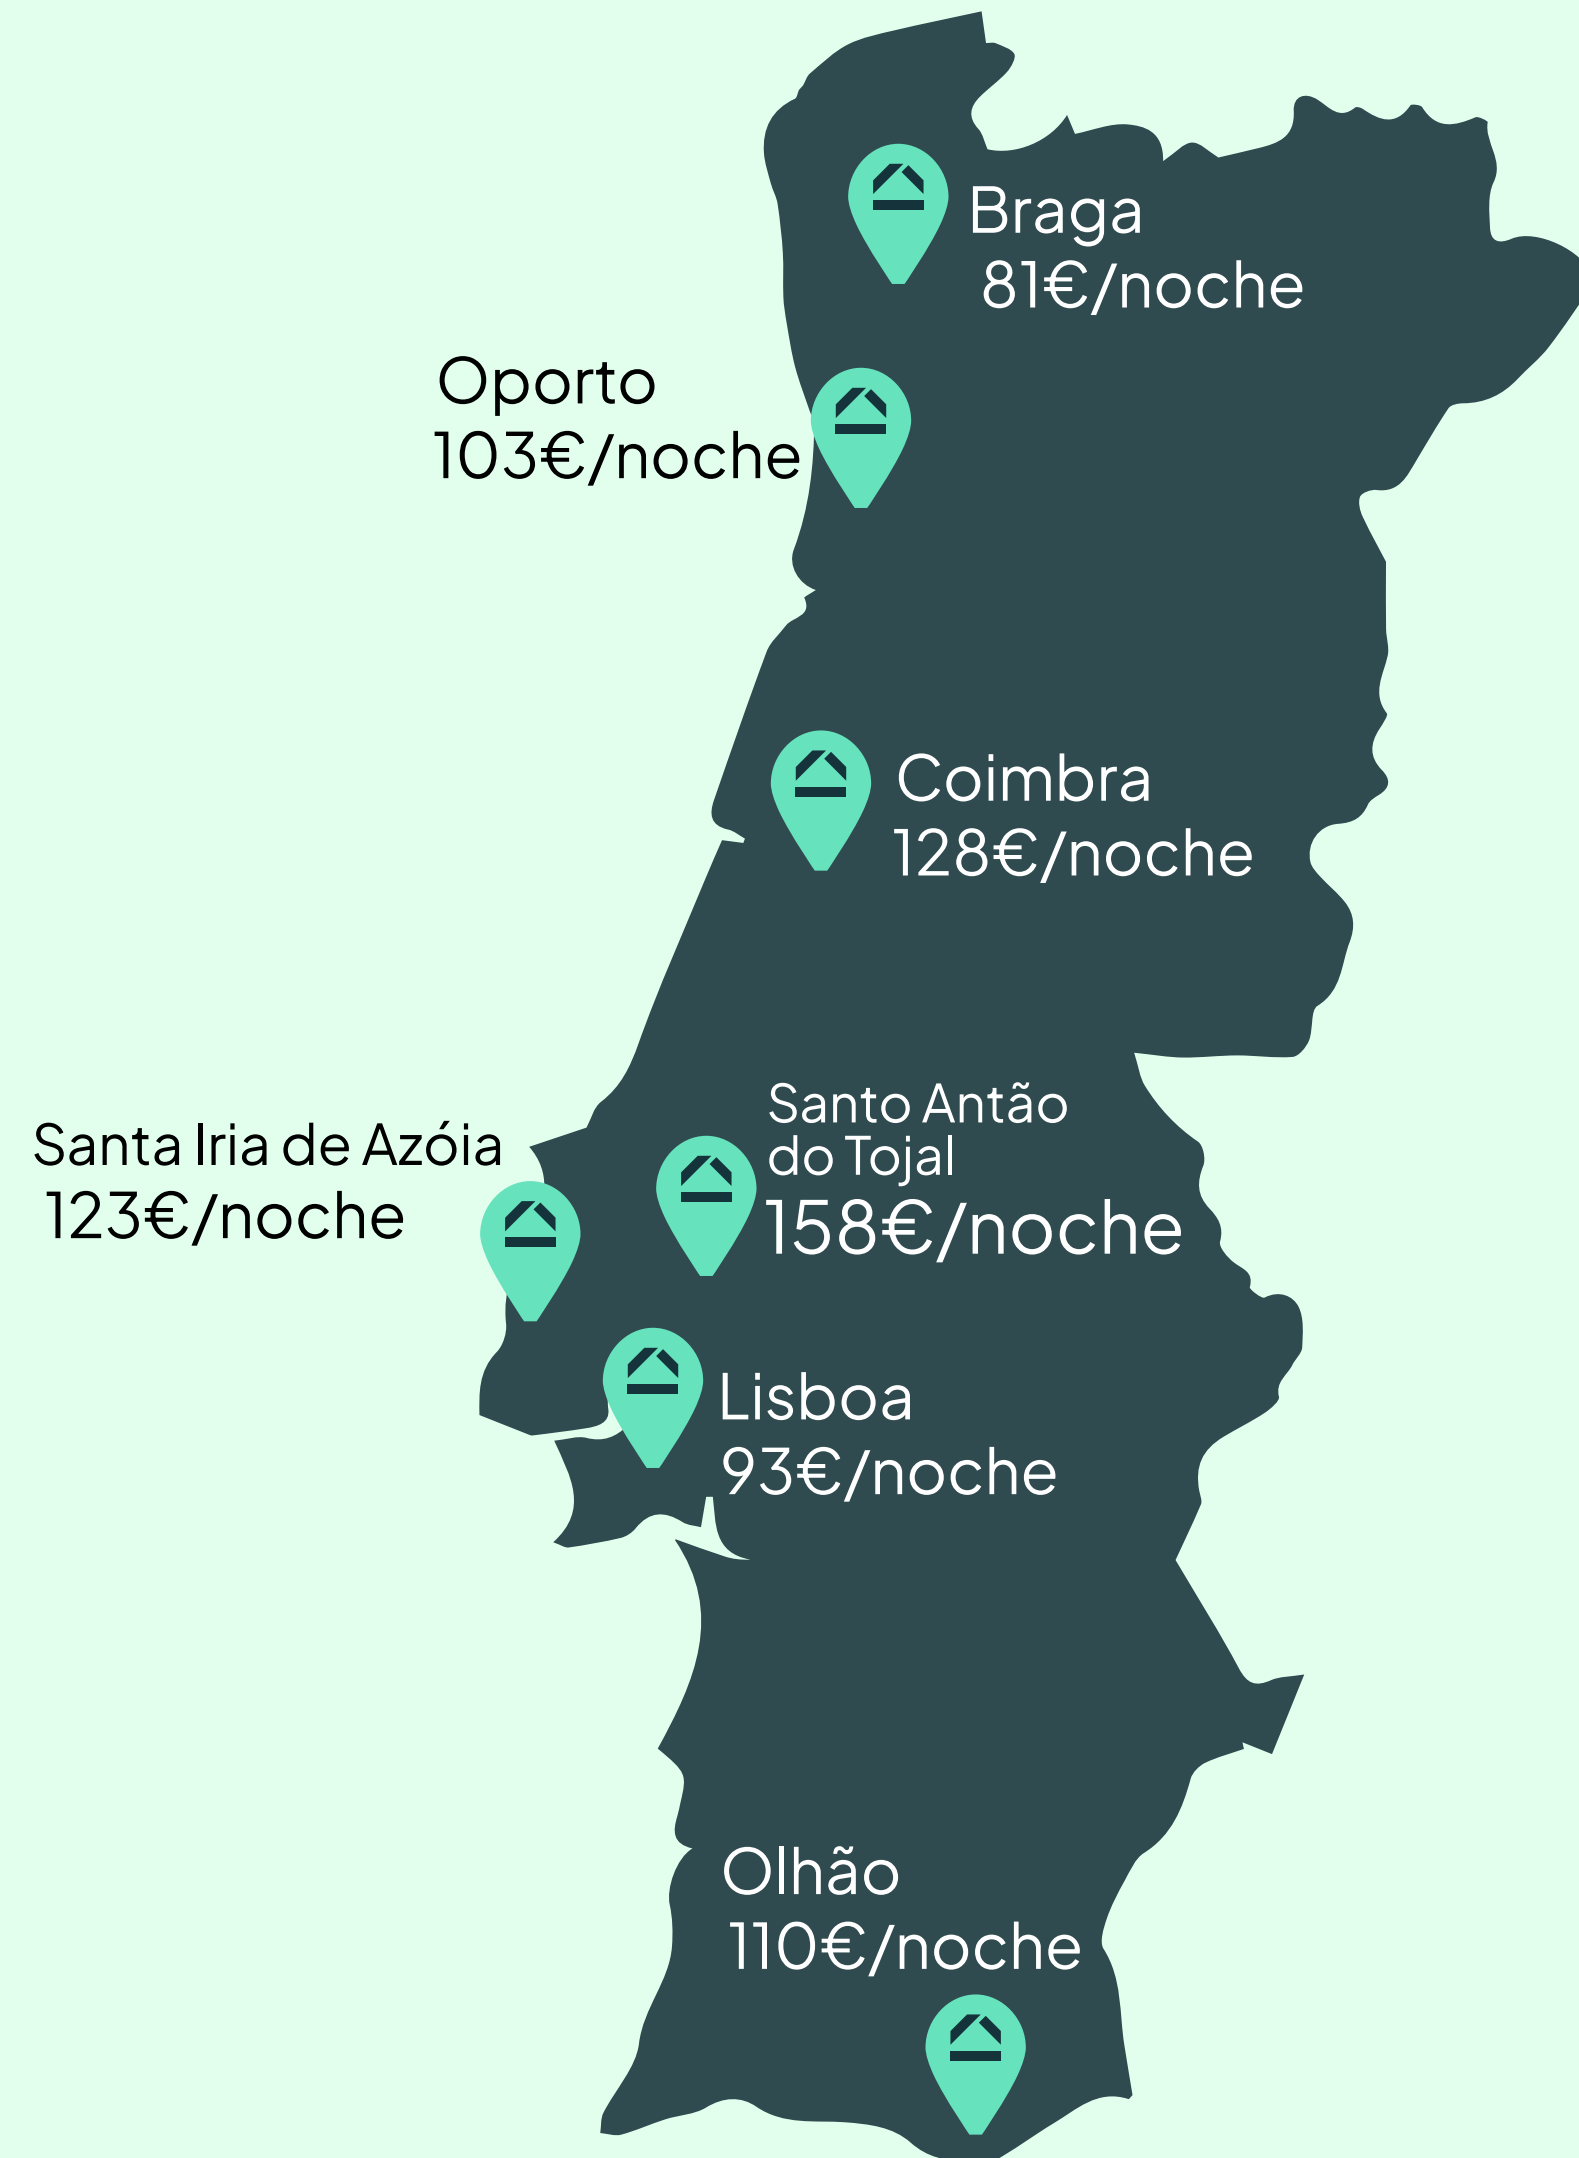 Braga
81€/noche
Oporto
103€/noche
Coimbra
128€/noche
Santo Antão
do Tojal
158€/noche
Santa Iria de Azóia
123€/noche
Lisboa
93€/noche
Olhão
110€/noche